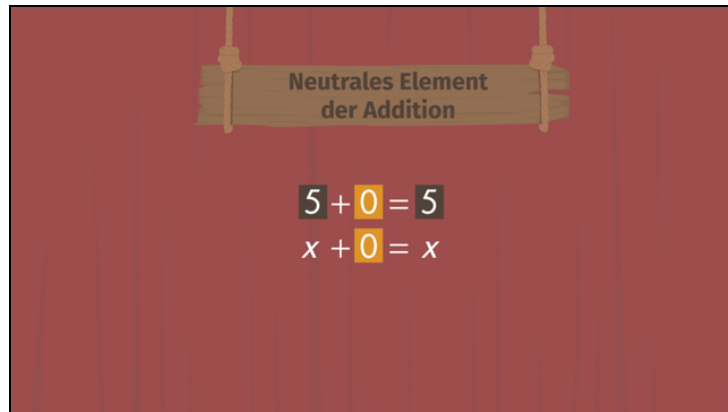 Neutrales Element
der Addition
5 + 0 = 5
x + 0 = x